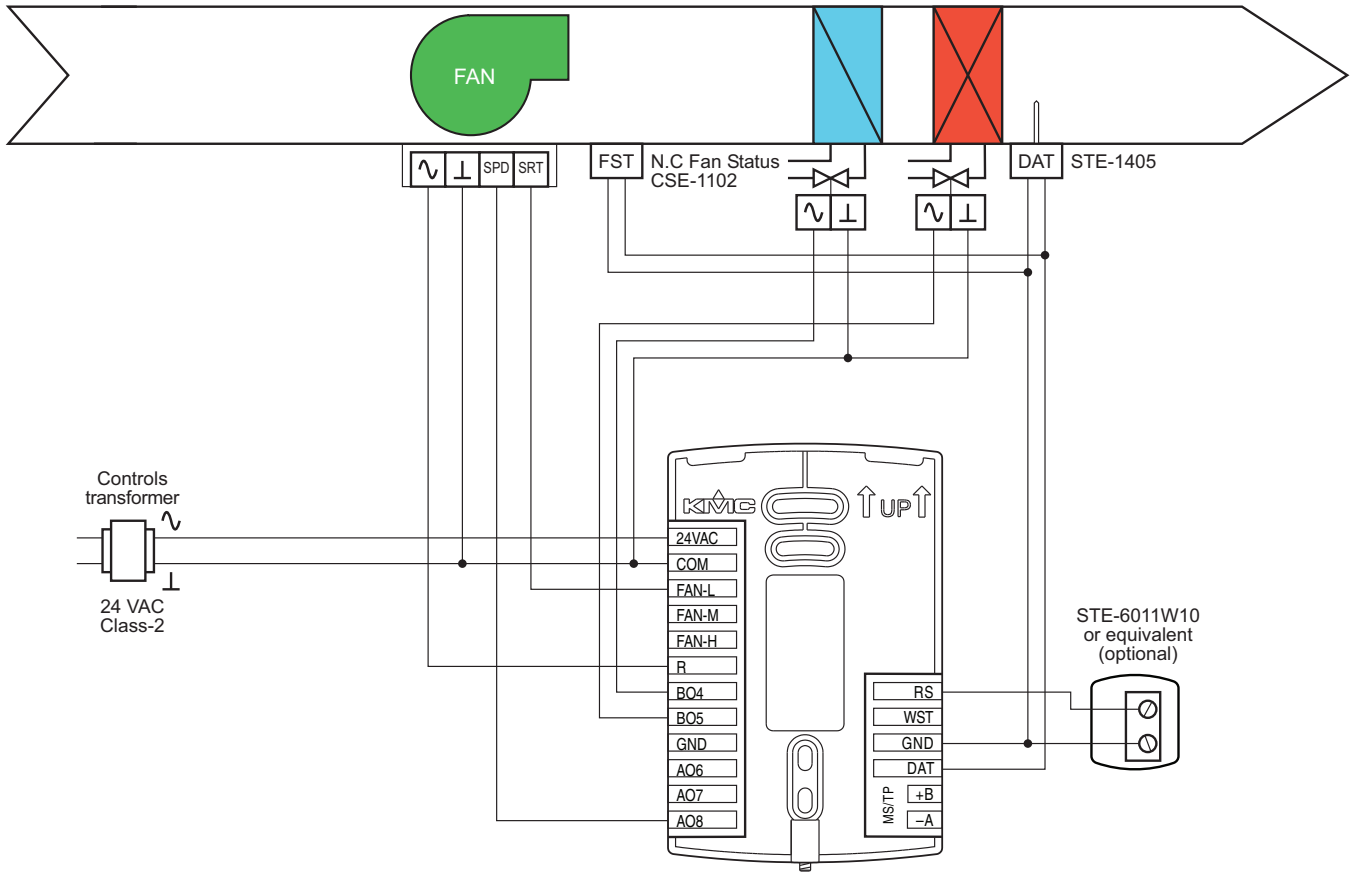 FAN
SPD
SRT
FST
N.C Fan Status
CSE-1102
DAT
STE-1405
Controls
transformer
24 VAC
Class-2
KMC
UP
24VAC
COM
FAN-L
FAN-M
FAN-H
R
BO4
BO5
GND
AO6
AO7
AO8
RS
WST
GND
DAT
MS/TP
+B
–A
STE-6011W10
or equivalent
(optional)